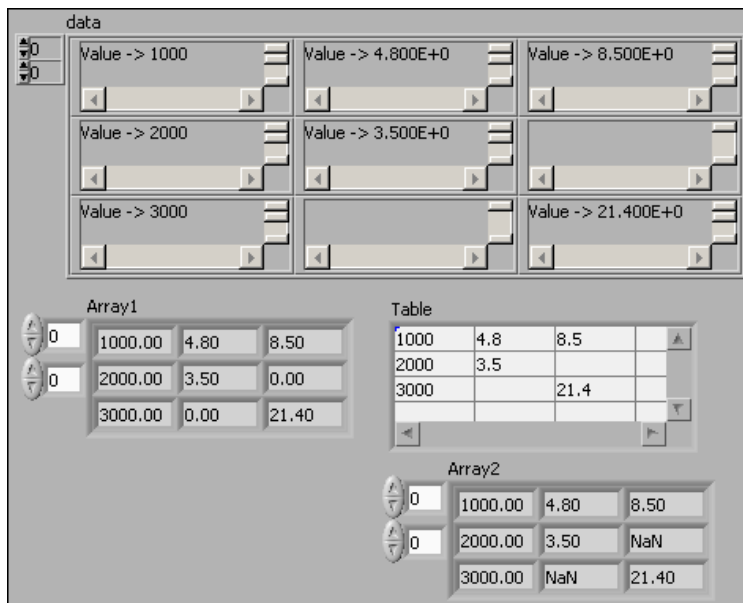 data
0
0
Value -> 1000 Value -> 4.800E+0 Value -> 8.500E+0
Value -> 2000 Value -> 3.500E+0
Value -> 3000 Value -> 21.400E+0
Array1
0
0
1000.00 4.80 8.50
2000.00 3.50 0.00
3000.00 0.00 21.40
Table
1000 4.8 8.5
2000 3.5
3000 21.4
Array2
0
0
1000.00 4.80 8.50
2000.00 3.50 NaN
3000.00 NaN 21.40